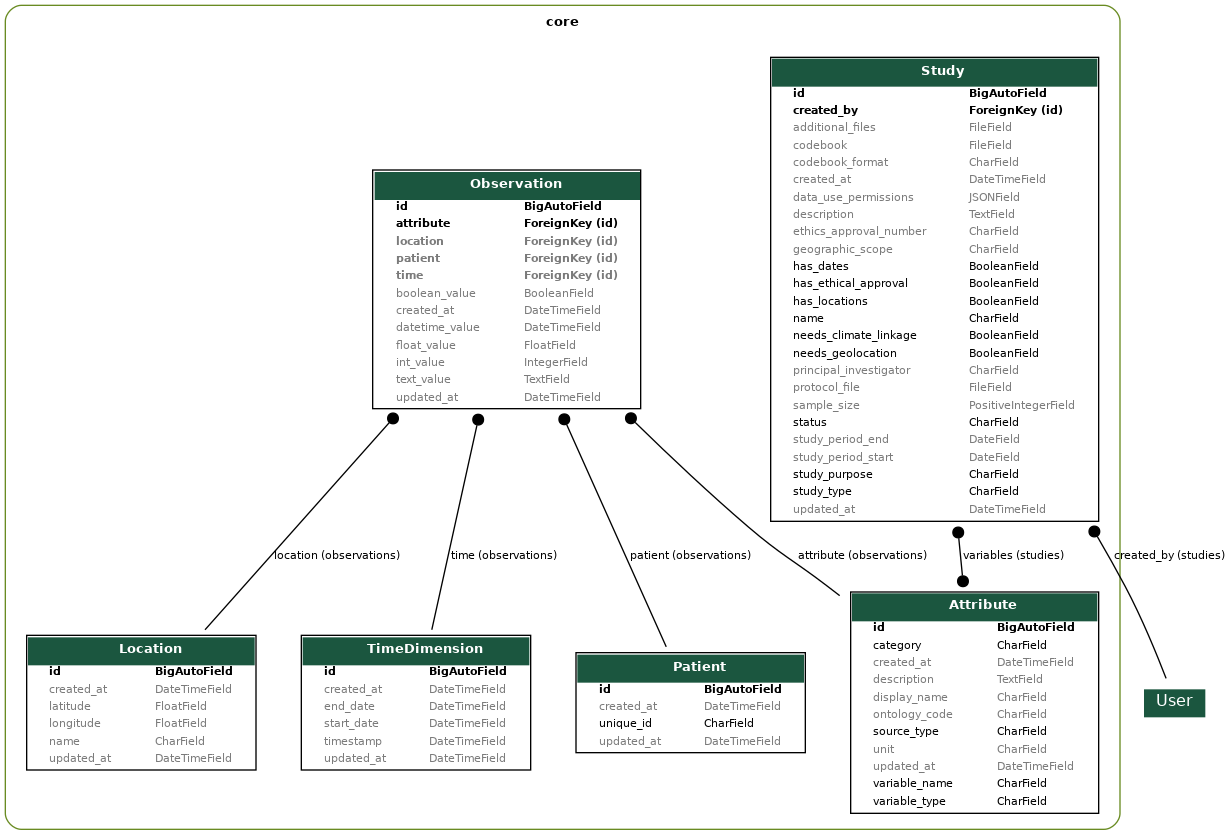 core
Study
id BigAutoField
created_by ForeignKey (id)
additional_files FileField
codebook FileField
codebook_format CharField
created_at DateTimeField
data_use_permissions JSONField
description TextField
ethics_approval_number CharField
geographic_scope CharField
has_dates BooleanField
has_ethical_approval BooleanField
has_locations BooleanField
name CharField
needs_climate_linkage BooleanField
needs_geolocation BooleanField
principal_investigator CharField
protocol_file FileField
sample_size PositiveIntegerField
status CharField
study_period_end DateField
study_period_start DateField
study_purpose CharField
study_type CharField
updated_at DateTimeField
Observation
id BigAutoField
attribute ForeignKey (id)
location ForeignKey (id)
patient ForeignKey (id)
time ForeignKey (id)
boolean_value BooleanField
created_at DateTimeField
datetime_value DateTimeField
float_value FloatField
int_value IntegerField
text_value TextField
updated_at DateTimeField
location (observations)
time (observations)
patient (observations)
attribute (observations)
variables (studies)
created_by (studies)
Location
id BigAutoField
created_at DateTimeField
latitude FloatField
longitude FloatField
name CharField
updated_at DateTimeField
TimeDimension
id BigAutoField
created_at DateTimeField
end_date DateTimeField
start_date DateTimeField
timestamp DateTimeField
updated_at DateTimeField
Patient
id BigAutoField
created_at DateTimeField
unique_id CharField
updated_at DateTimeField
Attribute
id BigAutoField
category CharField
created_at DateTimeField
description TextField
display_name CharField
ontology_code CharField
source_type CharField
unit CharField
updated_at DateTimeField
variable_name CharField
variable_type CharField
User